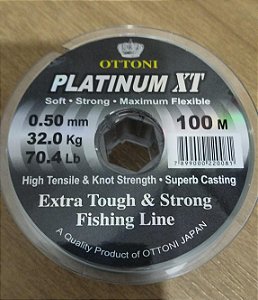 OTTONI
PLATINUM XT
Soft • Strong • Maximum Flexible
0.50 mm
100 M
32.0 Kg
70.4 Lb
7899000220081
High Tensile & Knot Strength • Superb Casting
Extra Tough & Strong
Fishing Line
A Quality Product of OTTONI JAPAN